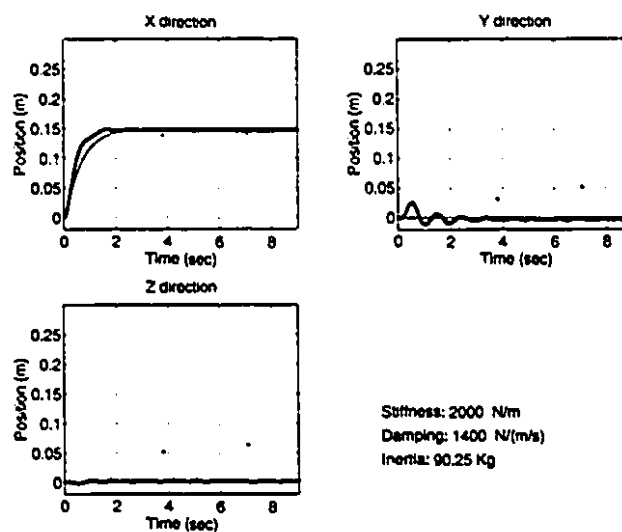 X direction
Y direction
0.25
0.2
0.15
0.1
0.05
0
Position (m)
0 2 4 6 8
Time (sec)
0.25
0.2
0.15
0.1
0.05
0
Position (m)
0 2 4 6 8
Time (sec)
Z direction
0.25
0.2
0.15
0.1
0.05
0
Position (m)
0 2 4 6 8
Time (sec)
Stiffness: 2000 N/m
Damping: 1400 N/(m/s)
Inertia: 90.25 Kg